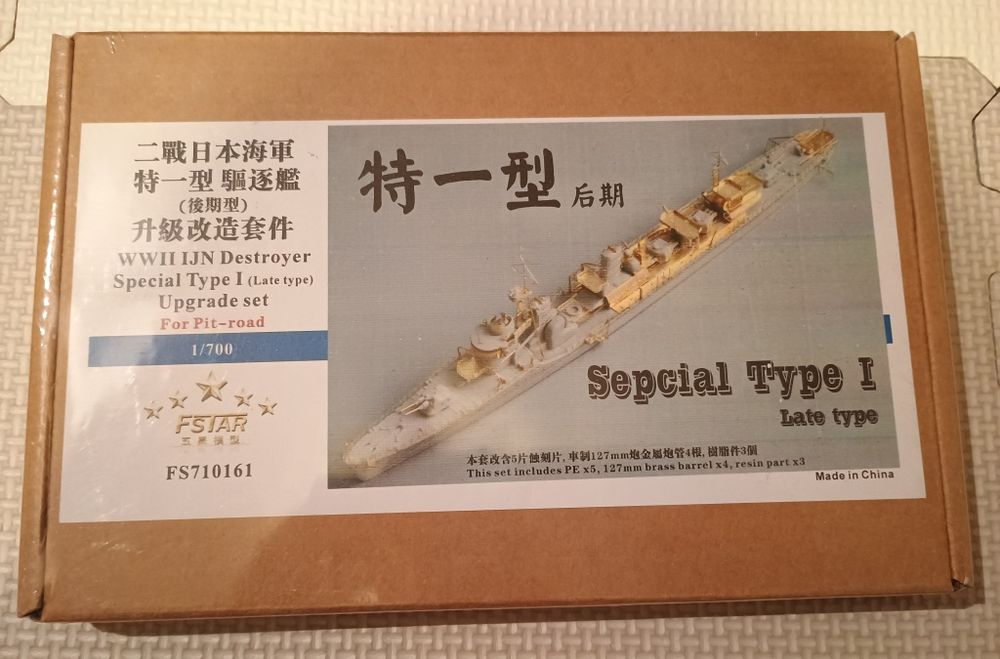 二戰日本海軍
特一型 驅逐艦
(後期型)
升級改造套件
WWII IJN Destroyer
Special Type I (Late type)
Upgrade set
For Pit-road
1/700
FSTAR
五星模型
FS710161
特一型 后期
Sepcial Type I
Late type
本套改含5片蝕刻片, 車制127mm炮金屬炮管4根, 樹脂件3個
This set includes PE x5, 127mm brass barrel x4, resin part x3
Made in China